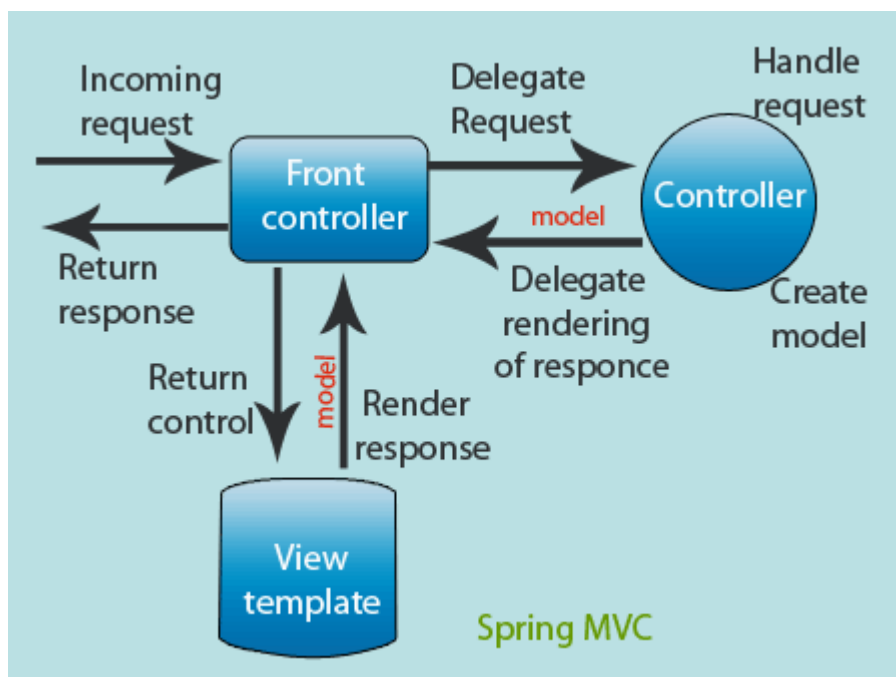 Incoming
request
Delegate
Request
Handle
request
Front
controller
Controller
model
Return
response
Delegate
rendering
of responce
Create
model
Return
control
model
Render
response
View
template
Spring MVC